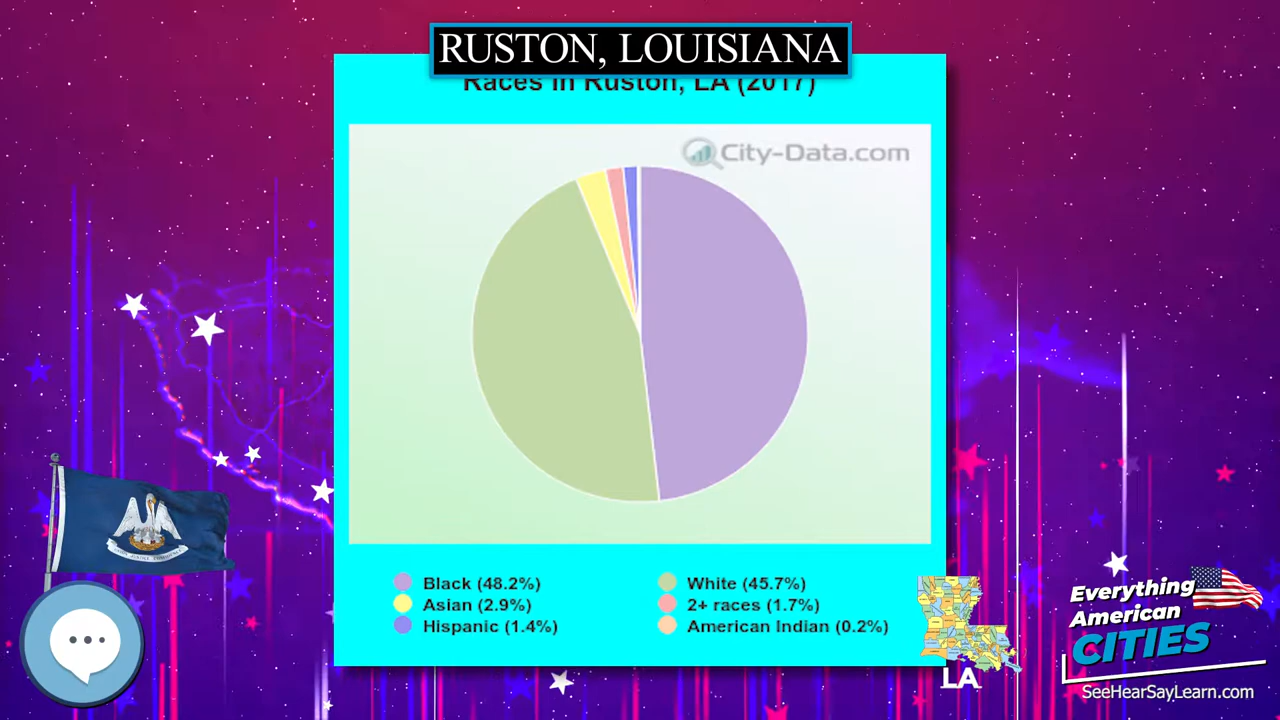 RUSTON, LOUISIANA
Races in Ruston, LA (2017)
City-Data.com
Black (48.2%)
White (45.7%)
Asian (2.9%)
2+ races (1.7%)
Hispanic (1.4%)
American Indian (0.2%)
LA
Everything
American
CITIES
SeeHearSayLearn.com